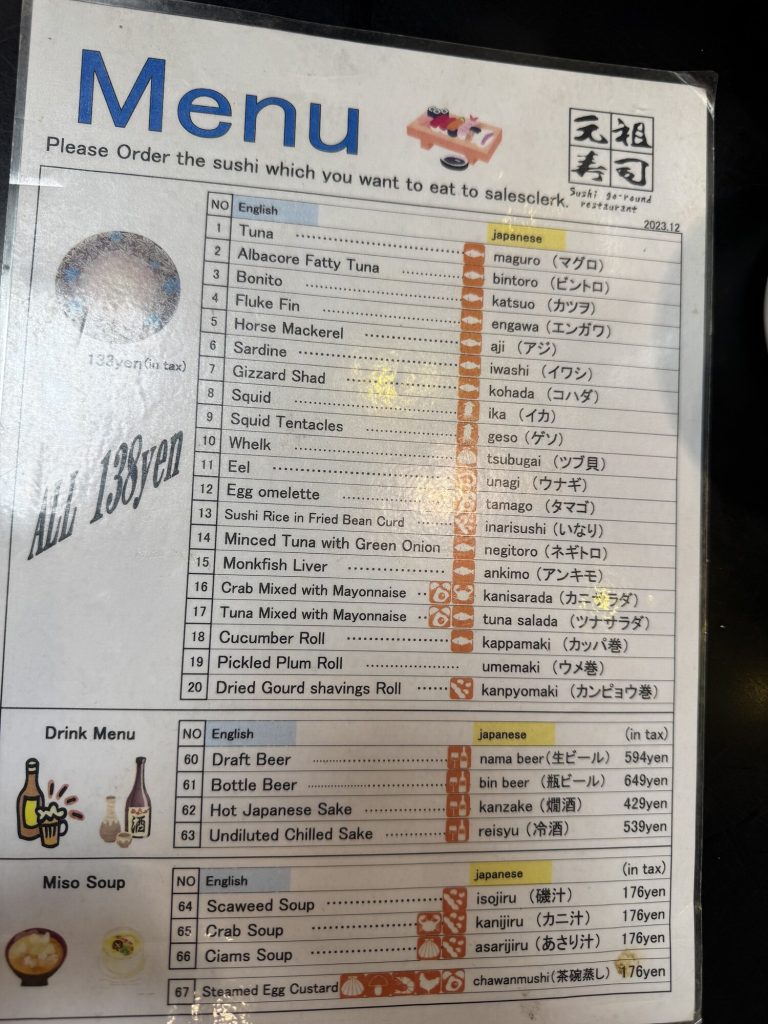 Menu
元祖
寿司
Sushi go-round
restaurant
Please Order the sushi which you want to eat to salesclerk.
2023.12
NO English japanese
1 Tuna maguro （マグロ）
2 Albacore Fatty Tuna bintoro （ビントロ）
3 Bonito katsuo （カツヲ）
4 Fluke Fin engawa （エンガワ）
5 Horse Mackerel aji （アジ）
6 Sardine iwashi （イワシ）
7 Gizzard Shad kohada （コハダ）
8 Squid ika （イカ）
9 Squid Tentacles geso （ゲソ）
10 Whelk tsubugai （ツブ貝）
11 Eel unagi （ウナギ）
12 Egg omelette tamago （タマゴ）
13 Sushi Rice in Fried Bean Curd inarisushi （いなり）
14 Minced Tuna with Green Onion negitoro （ネギトロ）
15 Monkfish Liver ankimo （アンキモ）
16 Crab Mixed with Mayonnaise kanisarada （カニサラダ）
17 Tuna Mixed with Mayonnaise tuna salada （ツナサラダ）
18 Cucumber Roll kappamaki （カッパ巻）
19 Pickled Plum Roll umemaki （ウメ巻）
20 Dried Gourd shavings Roll kanpyomaki （カンピョウ巻）
138yen(in tax)
ALL 138yen
Drink Menu
酒
NO English japanese (in tax)
60 Draft Beer nama beer（生ビール） 594yen
61 Bottle Beer bin beer （瓶ビール） 649yen
62 Hot Japanese Sake kanzake （燗酒） 429yen
63 Undiluted Chilled Sake reisyu （冷酒） 539yen
Miso Soup
NO English japanese (in tax)
64 Scaweed Soup isojiru （磯汁） 176yen
65 Crab Soup kanijiru （カニ汁） 176yen
66 Ciams Soup asarijiru （あさり汁） 176yen
67 Steamed Egg Custard chawanmushi（茶碗蒸し） 176yen